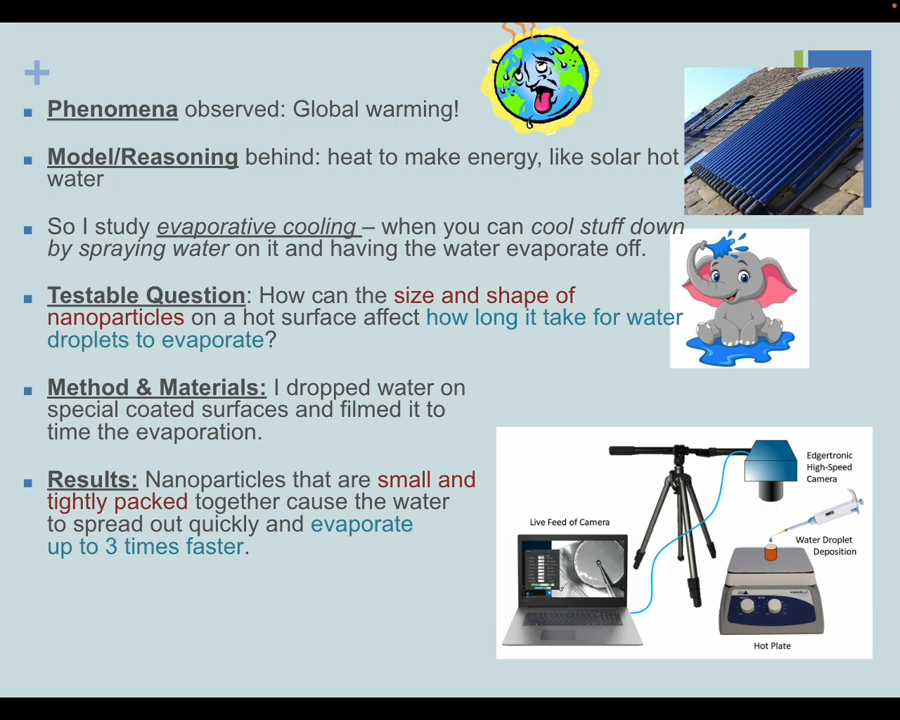 +
Phenomena observed: Global warming!
Model/Reasoning behind: heat to make energy, like solar hot
water
So I study evaporative cooling – when you can cool stuff down
by spraying water on it and having the water evaporate off.
Testable Question: How can the size and shape of
nanoparticles on a hot surface affect how long it take for water
droplets to evaporate?
Method & Materials: I dropped water on
special coated surfaces and filmed it to
time the evaporation.
Results: Nanoparticles that are small and
tightly packed together cause the water
to spread out quickly and evaporate
up to 3 times faster.
Live Feed of Camera
Edgertronic
High-Speed
Camera
Water Droplet
Deposition
Hot Plate